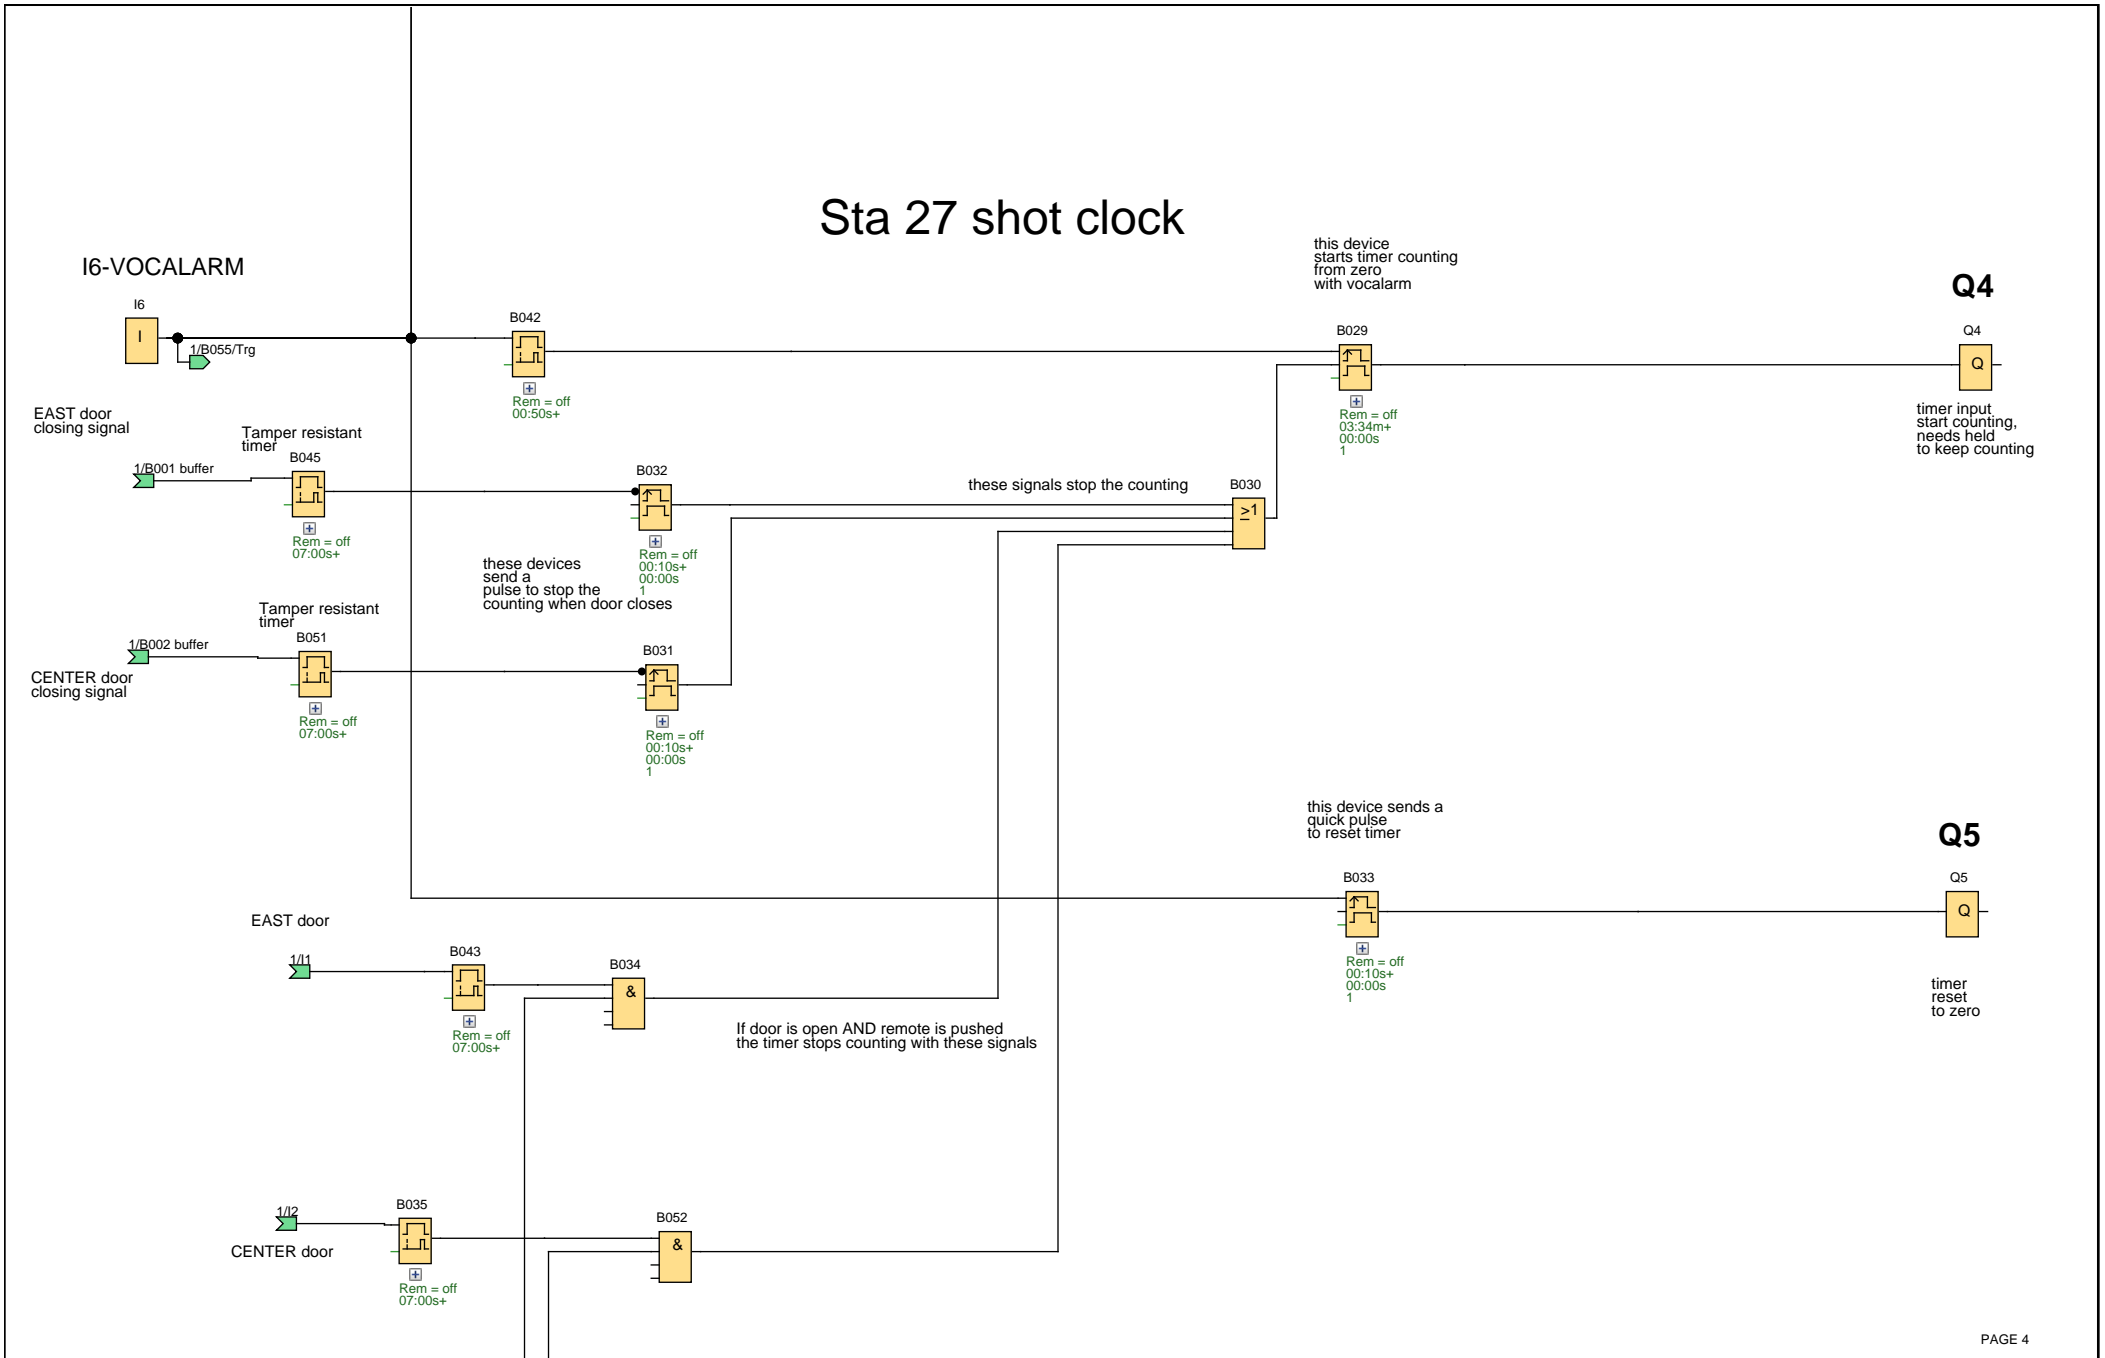 Sta 27 shot clock
I6-VOCALARM
I6
I
1/B055/Trg
B042
Rem = off
00:50s+
this device
starts timer counting
from zero
with vocalarm
B029
Rem = off
03:34m+
00:00s
1
Q4
Q4
Q
timer input
start counting,
needs held
to keep counting
EAST door
closing signal
1/B001 buffer
Tamper resistant
timer
B045
Rem = off
07:00s+
B032
Rem = off
00:10s+
00:00s
1
these signals stop the counting
B030
>1
these devices
send a
pulse to stop the
counting when door closes
Tamper resistant
timer
1/B002 buffer
CENTER door
closing signal
B051
Rem = off
07:00s+
B031
Rem = off
00:10s+
00:00s
1
this device sends a
quick pulse
to reset timer
B033
Rem = off
00:10s+
00:00s
1
Q5
Q5
Q
timer
reset
to zero
EAST door
1/I1
B043
Rem = off
07:00s+
B034
&
If door is open AND remote is pushed
the timer stops counting with these signals
1/I2
CENTER door
B035
Rem = off
07:00s+
B052
&
PAGE 4